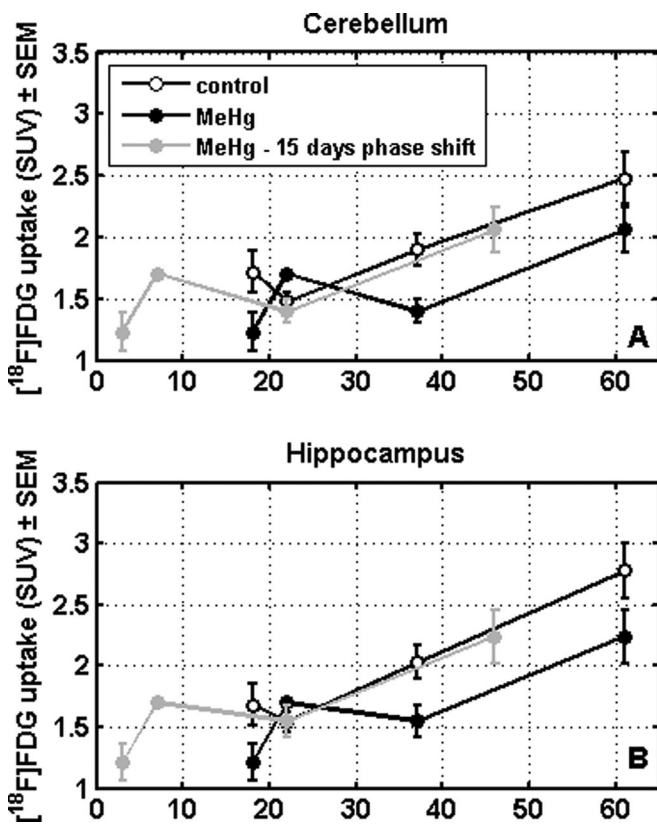 Cerebellum
[18F]FDG uptake (SUV) ± SEM
3.5
3
2.5
2
1.5
1
control
MeHg
MeHg - 15 days phase shift
A
0 10 20 30 40 50 60
Hippocampus
[18F]FDG uptake (SUV) ± SEM
3.5
3
2.5
2
1.5
1
B
0 10 20 30 40 50 60